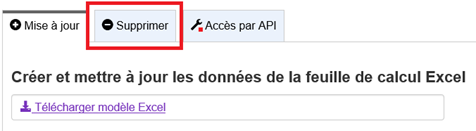 Mise à jour Supprimer Accès par API
Créer et mettre à jour les données de la feuille de calcul Excel
Télécharger modèle Excel